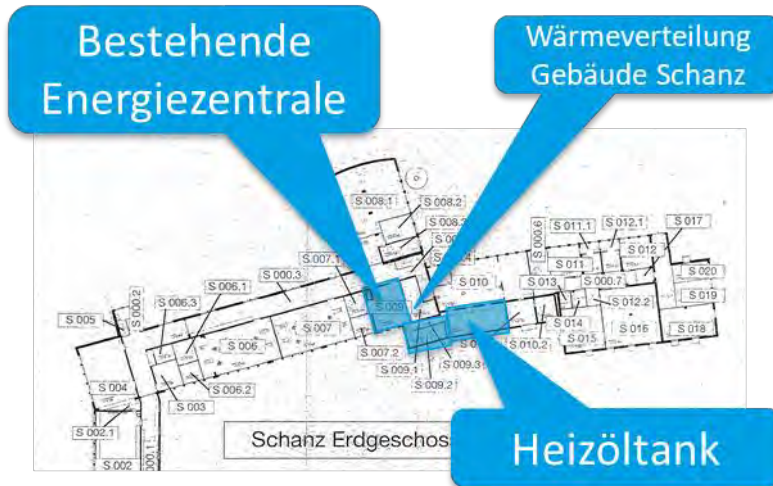 Bestehende
Energiezentrale
Wärmeverteilung
Gebäude Schanz
S 008.1
S 008.2
S 017
S 000.6
S 011.1
S 012.1
S 007.1
S 010
S 011
S 012
S 000.3
S 020
S 006.1
S 013
S 000.7
S 000.2
S 006.3
S 009
S 019
S 005
S 012.2
S 007
S 014
S 016
S 018
S 006
S 007.2
S 010.2
S 015
S 009.3
S 009.1
S 006.2
S 009.2
S 004
S 003
S 002.1
S 002
Schanz Erdgeschoss
Heizöltank